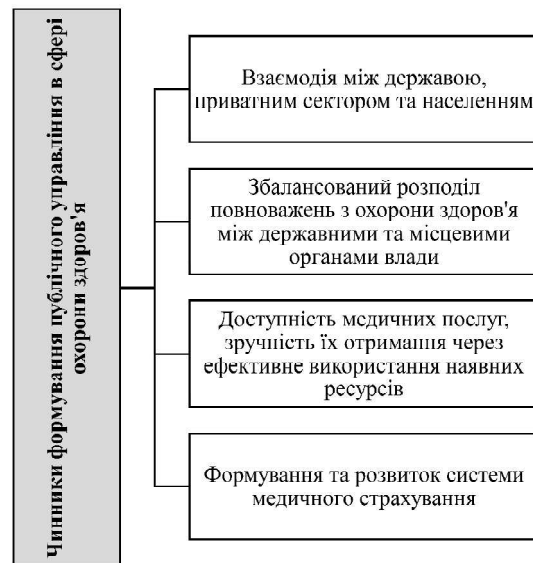 Чинники формування публічного управління в сфері
охорони здоров'я
Взаємодія між державою,
приватним сектором та населенням
Збалансований розподіл
повноважень з охорони здоров'я
між державними та місцевими
органами влади
Доступність медичних послуг,
зручність їх отримання через
ефективне використання наявних
ресурсів
Формування та розвиток системи
медичного страхування